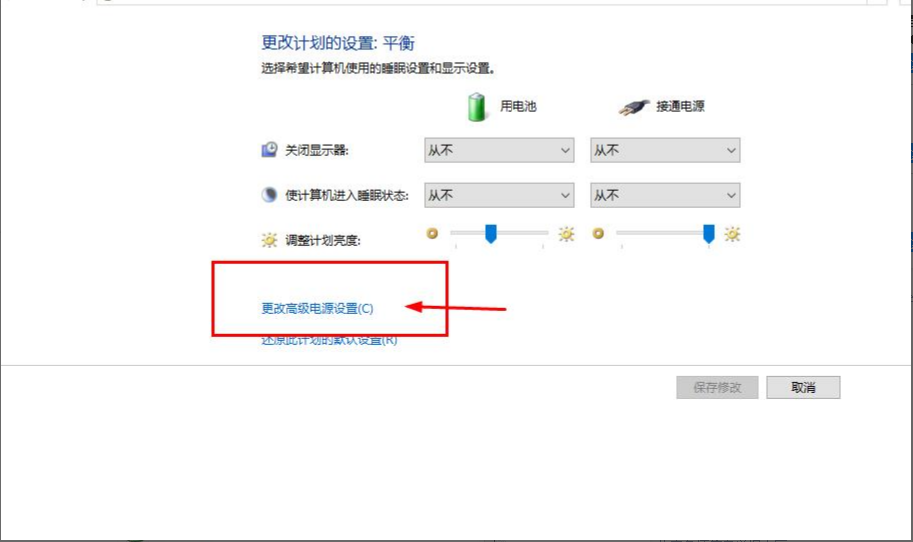 更改计划的设置: 平衡
选择希望计算机使用的睡眠设置和显示设置。
用电池
接通电源
关闭显示器:
从不
从不
使计算机进入睡眠状态:
从不
从不
调整计划亮度:
更改高级电源设置(C)
还原此计划的默认设置(R)
保存修改
取消